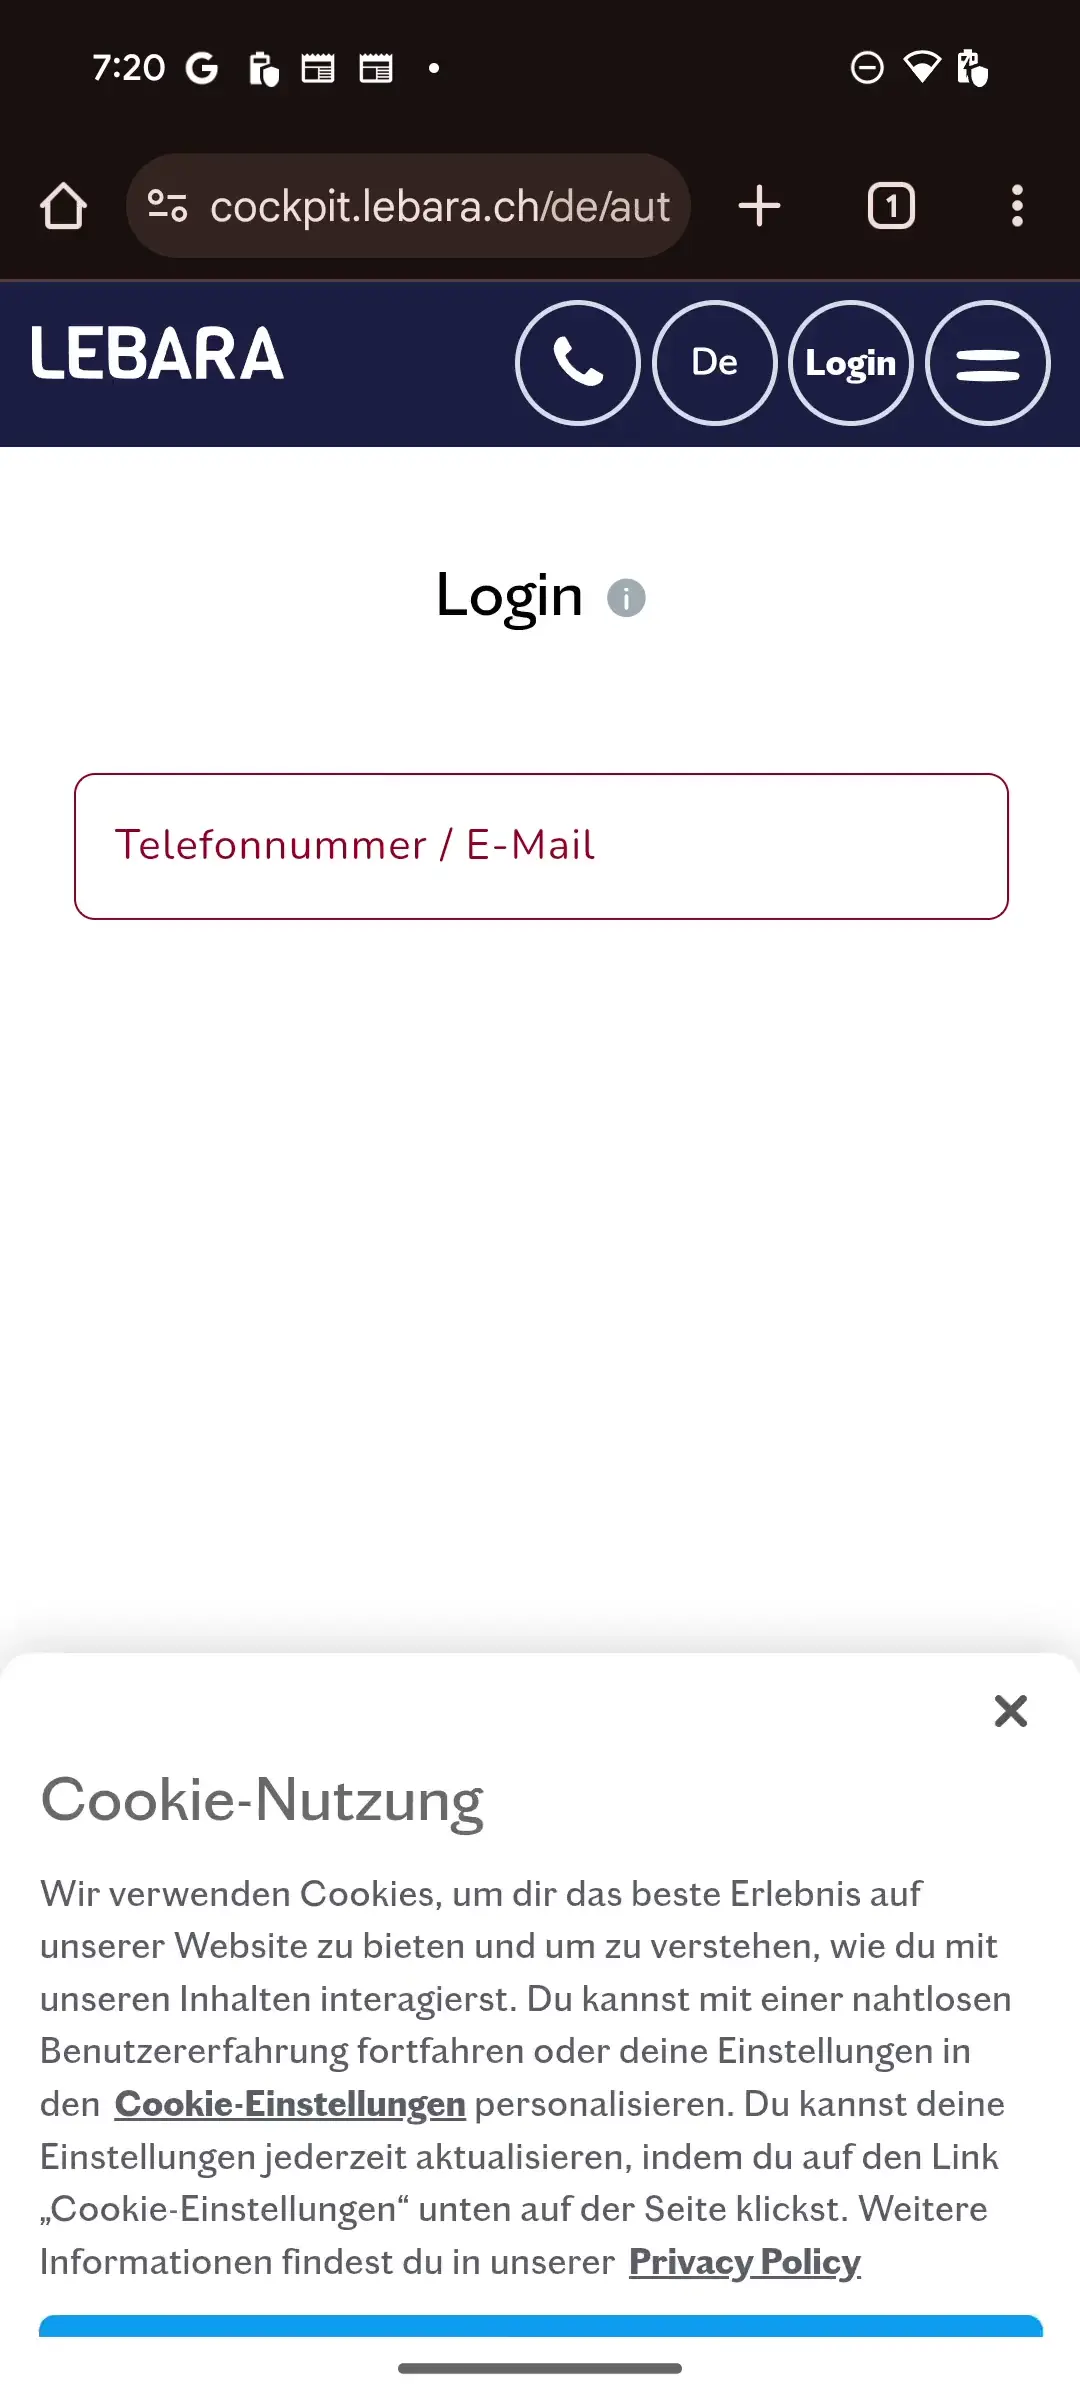 7:20
cockpit.lebara.ch/de/aut
1
LEBARA
De
Login
Login
Telefonnummer / E-Mail
Cookie-Nutzung
Wir verwenden Cookies, um dir das beste Erlebnis auf
unserer Website zu bieten und um zu verstehen, wie du mit
unseren Inhalten interagierst. Du kannst mit einer nahtlosen
Benutzererfahrung fortfahren oder deine Einstellungen in
den Cookie-Einstellungen personalisieren. Du kannst deine
Einstellungen jederzeit aktualisieren, indem du auf den Link
„Cookie-Einstellungen“ unten auf der Seite klickst. Weitere
Informationen findest du in unserer Privacy Policy